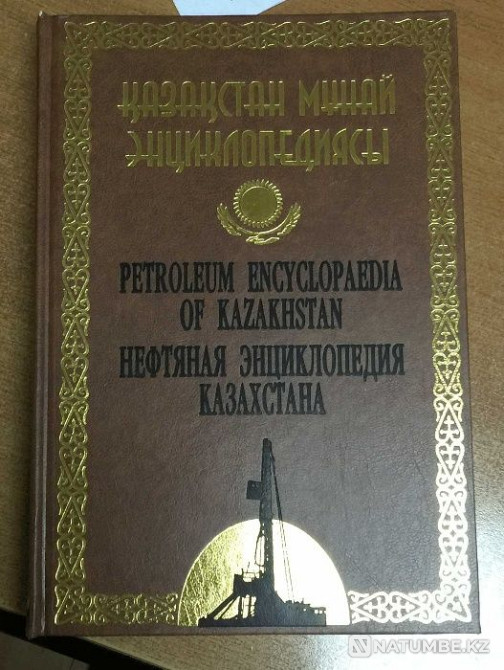 ҚАЗАҚСТАН МҰНАЙ
ЭНЦИКЛОПЕДИЯСЫ
PETROLEUM ENCYCLOPAEDIA
OF KAZAKHSTAN
НЕФТЯНАЯ ЭНЦИКЛОПЕДИЯ
КАЗАХСТАНА
NATUMBE.KZ